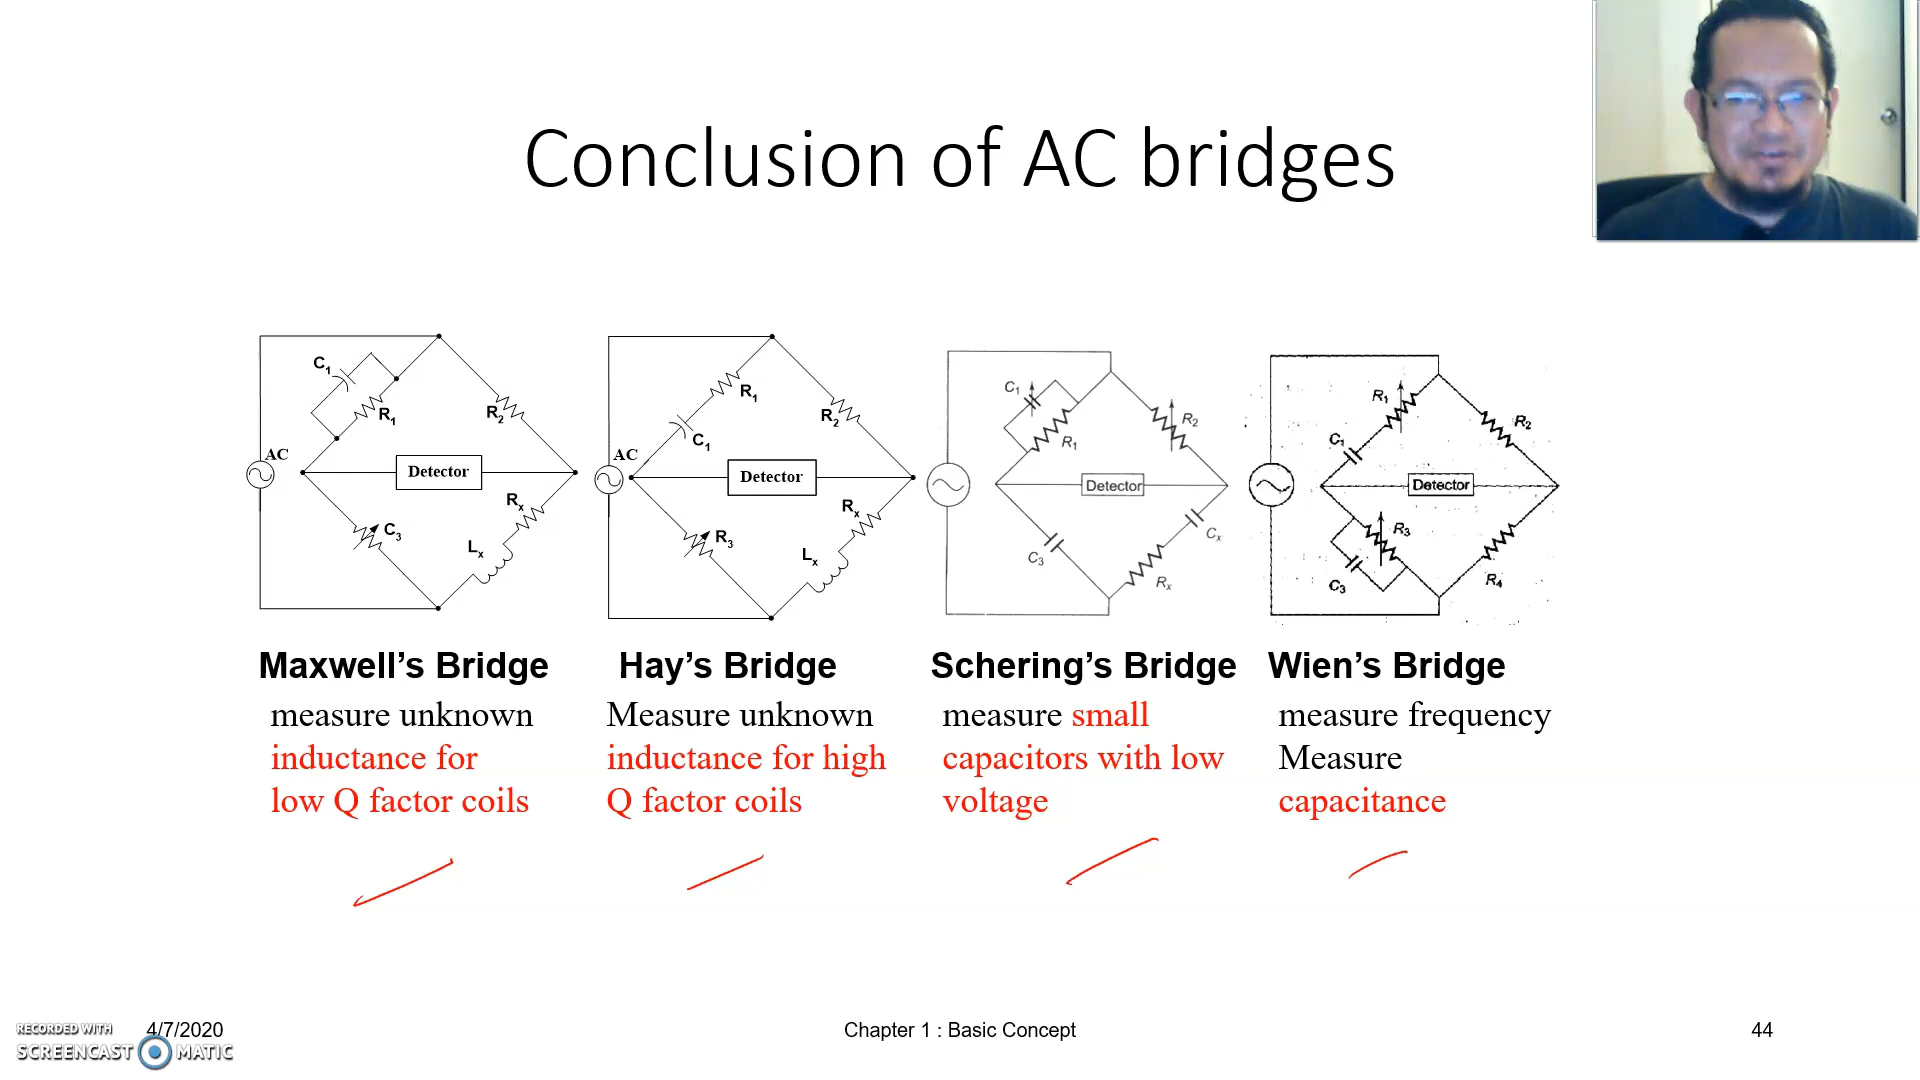 Conclusion of AC bridges
C1
R1
R2
AC
Detector
C3
Rx
Lx
R1
C1
R2
AC
Detector
R3
Rx
Lx
C1
R1
R2
Detector
C3
Cx
Rx
R1
C1
R2
Detector
R3
C3
R4
Maxwell’s Bridge
measure unknown
inductance for
low Q factor coils
Hay’s Bridge
Measure unknown
inductance for high
Q factor coils
Schering’s Bridge
measure small
capacitors with low
voltage
Wien’s Bridge
measure frequency
Measure
capacitance
RECORDED WITH
SCREENCAST MATIC
4/7/2020
Chapter 1 : Basic Concept
44